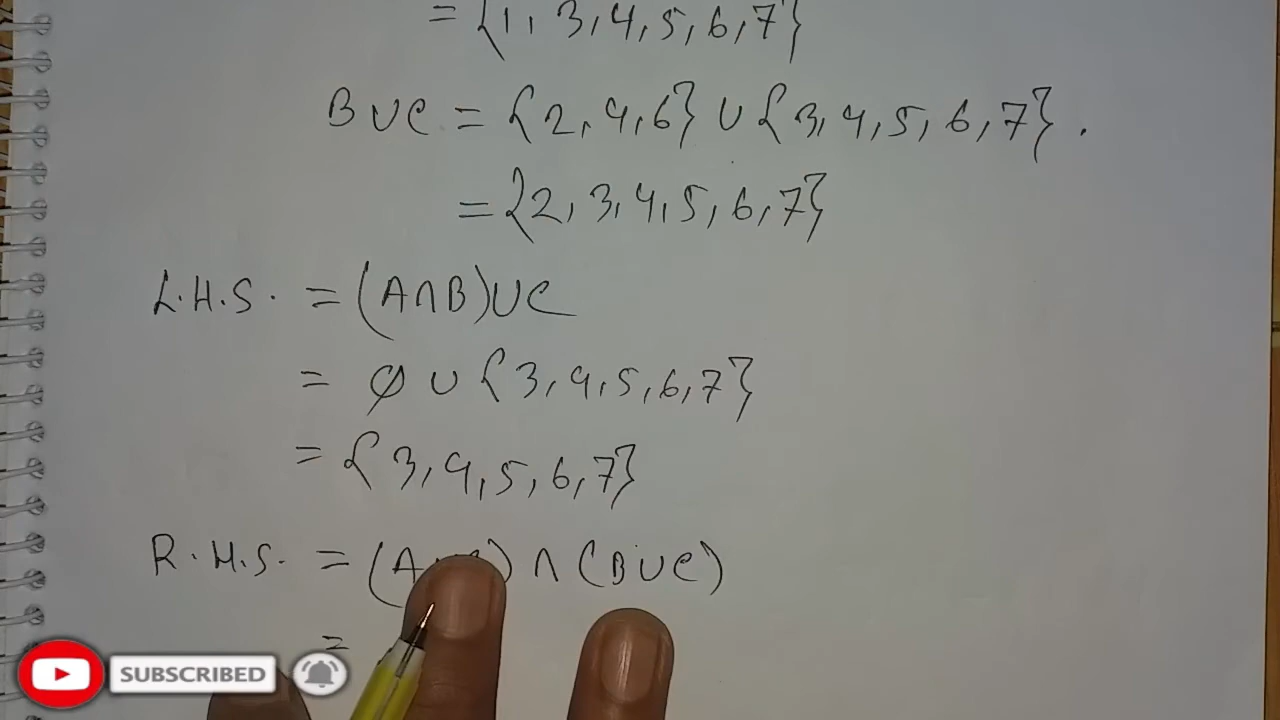 = {1, 3, 4, 5, 6, 7}
B ∪ C = {2, 4, 6} ∪ {3, 4, 5, 6, 7}.
= {2, 3, 4, 5, 6, 7}
L.H.S. = (A∩B)∪C
= ∅ ∪ {3, 4, 5, 6, 7}
= {3, 4, 5, 6, 7}
R.H.S. = (A ) ∩ (B∪C)
=
SUBSCRIBED